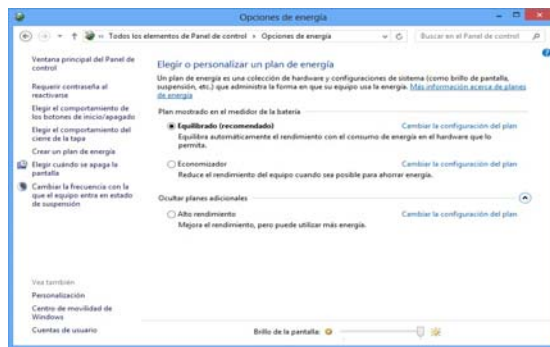 Opciones de energía
Todos los elementos de Panel de control
Opciones de energía
Buscar en el Panel de control
Ventana principal del Panel de
control
Requerir contraseña al
reactivarse
Elegir el comportamiento de
los botones de inicio/apagado
Elegir el comportamiento del
cierre de la tapa
Crear un plan de energía
Elegir cuándo se apaga la
pantalla
Cambiar la frecuencia con la
que el equipo entra en estado
de suspensión
Vea también
Personalización
Centro de movilidad de
Windows
Cuentas de usuario
Elegir o personalizar un plan de energía
Un plan de energía es una colección de hardware y configuraciones de sistema (como brillo de pantalla,
suspensión, etc.) que administra la forma en que su equipo usa la energía. Más información acerca de planes
de energía
Plan mostrado en el medidor de la batería
Equilibrado (recomendado) Cambiar la configuración del plan
Equilibra automáticamente el rendimiento con el consumo de energía en el hardware que lo
permita.
Economizador Cambiar la configuración del plan
Reduce el rendimiento del equipo cuando sea posible para ahorrar energía.
Ocultar planes adicionales
Alto rendimiento Cambiar la configuración del plan
Mejora el rendimiento, pero puede utilizar más energía.
Brillo de la pantalla: